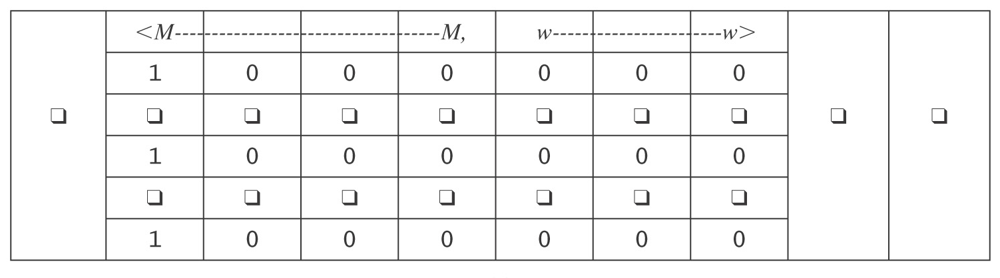 <M---------------------------------------M, w-------------------------w>
1 0 0 0 0 0 0
❑ ❑ ❑ ❑ ❑ ❑ ❑ ❑ ❑ ❑
1 0 0 0 0 0 0
❑ ❑ ❑ ❑ ❑ ❑ ❑
1 0 0 0 0 0 0